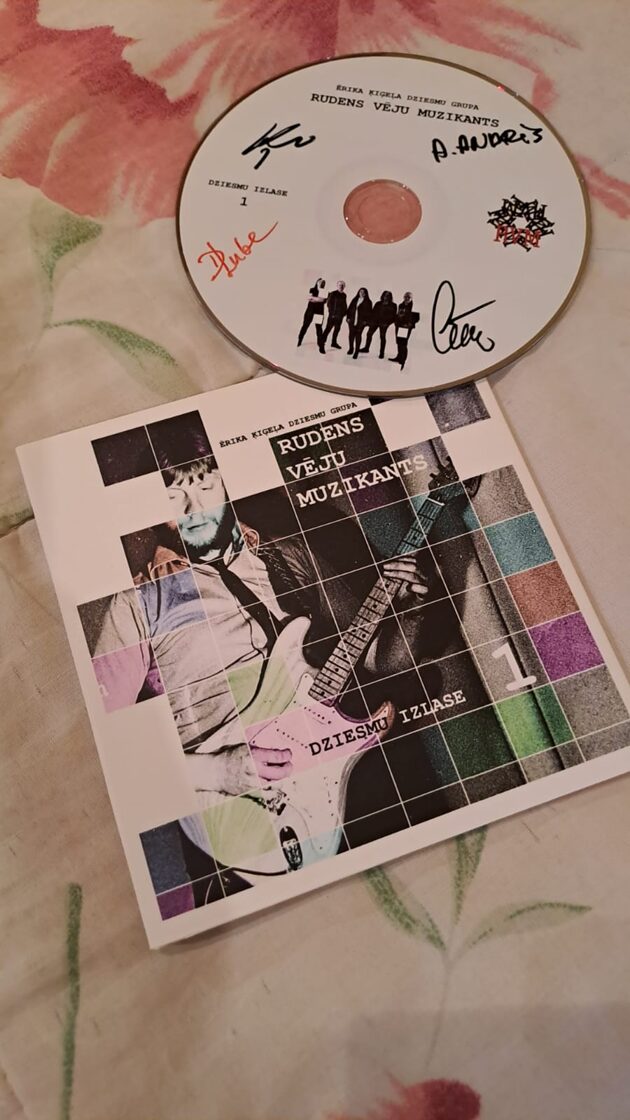 ĒRIKA ĶIĢEĻA DZIESMU GRUPA
RUDENS VĒJU MUZIKANTS
A. ANDRIS
DZIESMU IZLASE
1
RVM
ĒRIKA ĶIĢEĻA DZIESMU GRUPA
RUDENS
VĒJU
MUZIKANTS
1
DZIESMU IZLASE